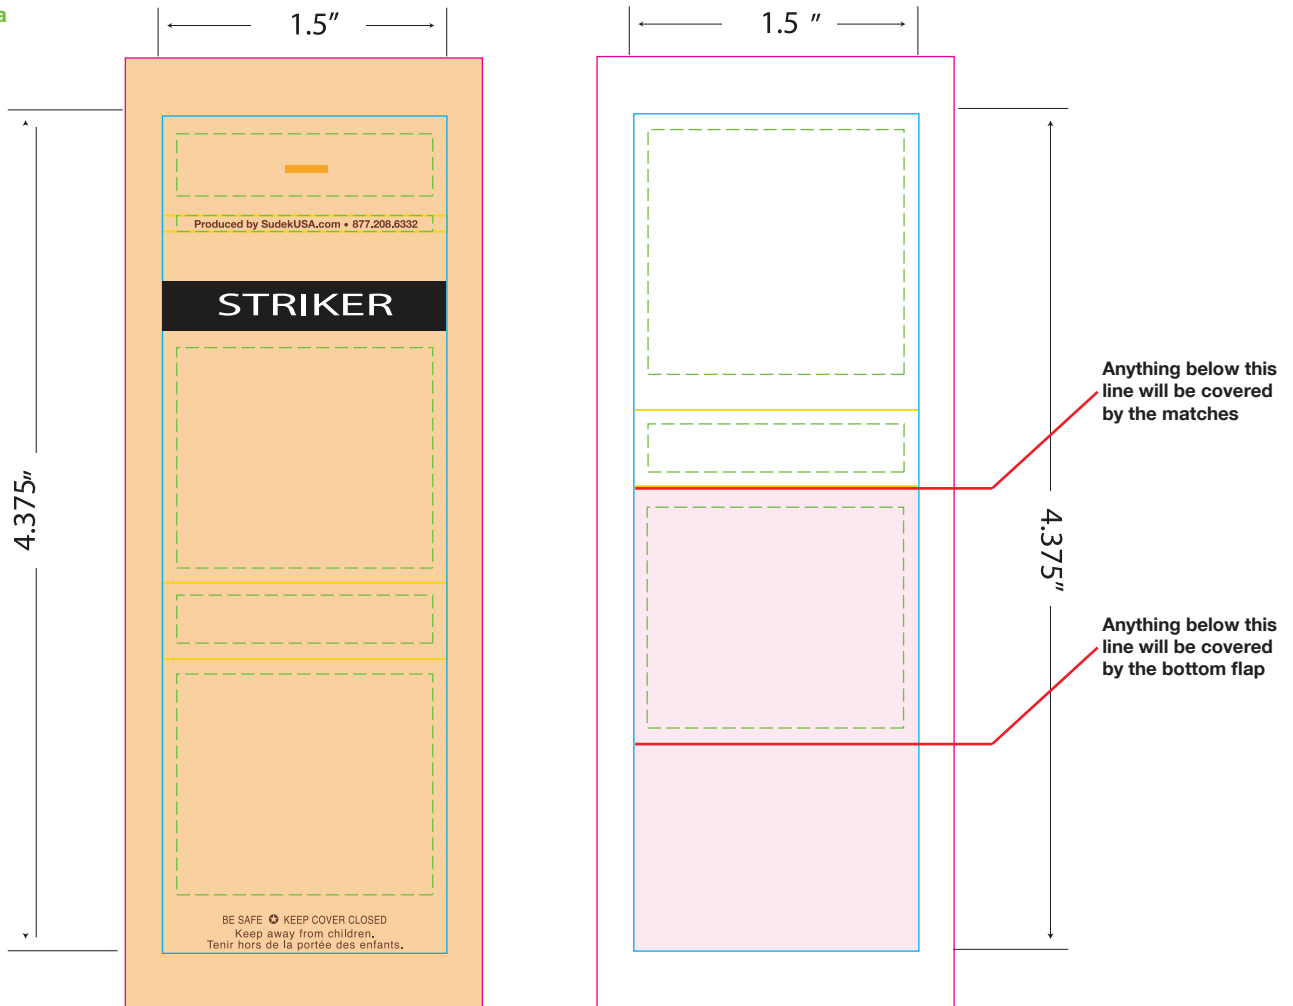 a
1.5"
1.5 "
Produced by SudekUSA.com • 877.208.6332
STRIKER
Anything below this
line will be covered
by the matches
4.375"
4.375"
Anything below this
line will be covered
by the bottom flap
BE SAFE ✪ KEEP COVER CLOSED
Keep away from children.
Tenir hors de la portée des enfants.